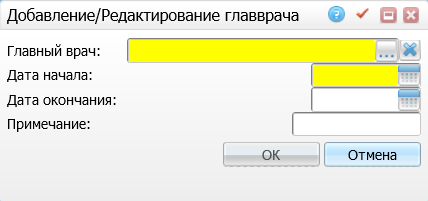 Добавление/Редактирование главврача
Главный врач:
...
Дата начала:
Дата окончания:
Примечание:
ОК Отмена